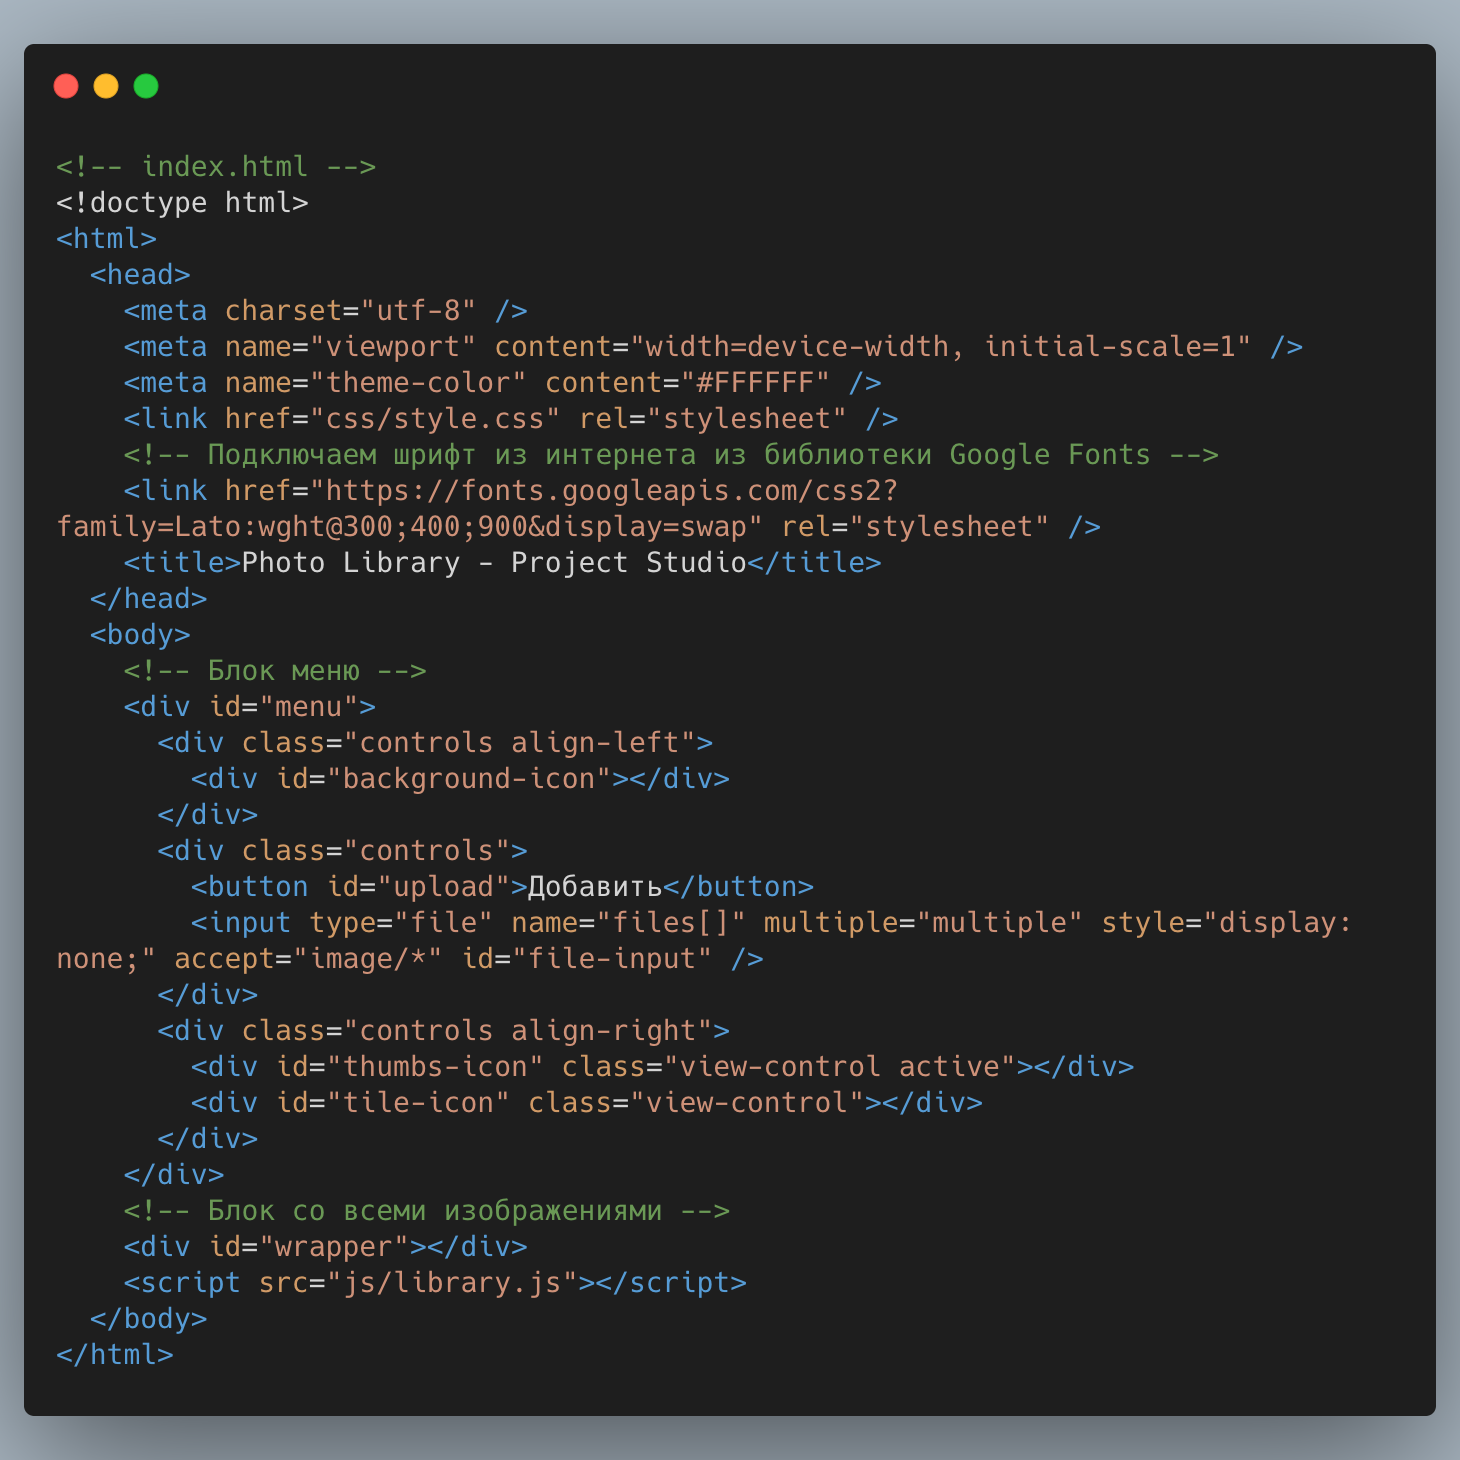 <!-- index.html -->
<!doctype html>
<html>
  <head>
    <meta charset="utf-8" />
    <meta name="viewport" content="width=device-width, initial-scale=1" />
    <meta name="theme-color" content="#FFFFFF" />
    <link href="css/style.css" rel="stylesheet" />
    <!-- Подключаем шрифт из интернета из библиотеки Google Fonts -->
    <link href="https://fonts.googleapis.com/css2?
family=Lato:wght@300;400;900&display=swap" rel="stylesheet" />
    <title>Photo Library - Project Studio</title>
  </head>
  <body>
    <!-- Блок меню -->
    <div id="menu">
      <div class="controls align-left">
        <div id="background-icon"></div>
      </div>
      <div class="controls">
        <button id="upload">Добавить</button>
        <input type="file" name="files[]" multiple="multiple" style="display:
none;" accept="image/*" id="file-input" />
      </div>
      <div class="controls align-right">
        <div id="thumbs-icon" class="view-control active"></div>
        <div id="tile-icon" class="view-control"></div>
      </div>
    </div>
    <!-- Блок со всеми изображениями -->
    <div id="wrapper"></div>
    <script src="js/library.js"></script>
  </body>
</html>